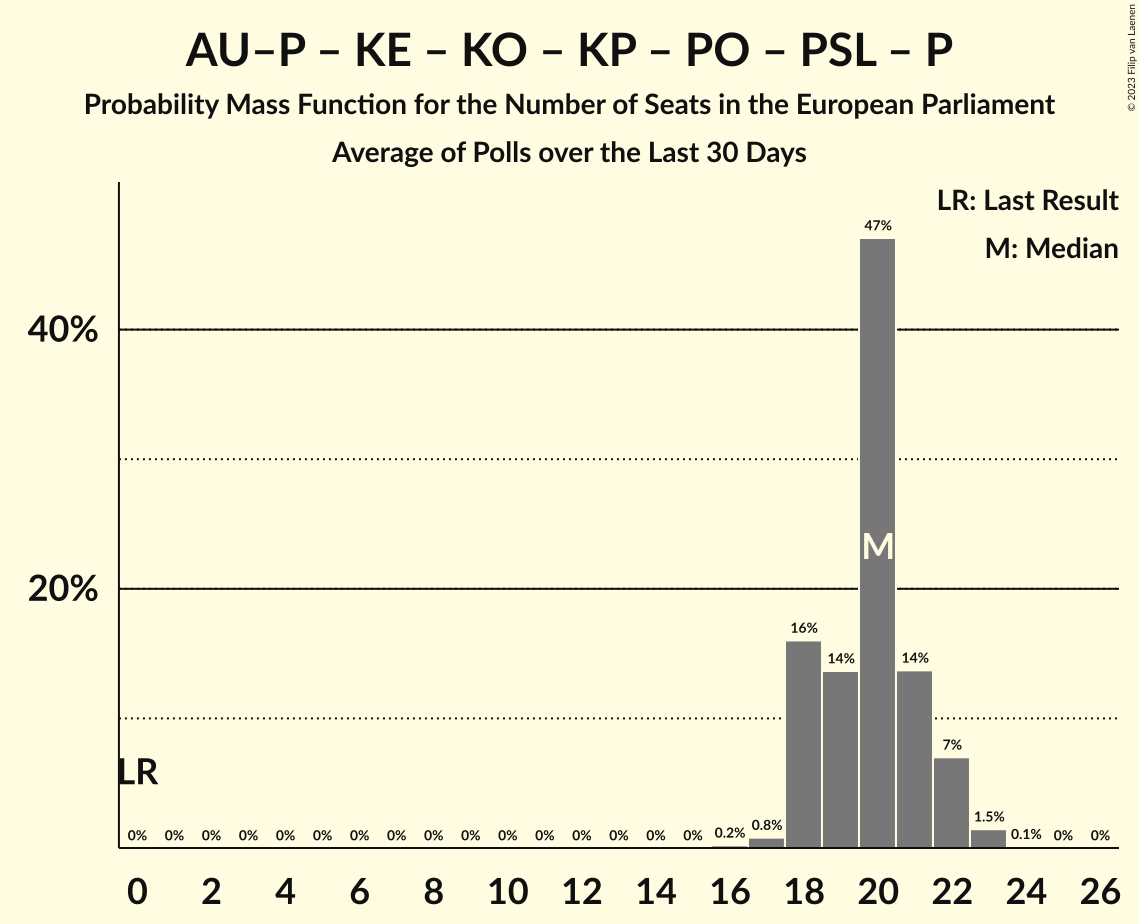 AU–P – KE – KO – KP – PO – PSL – P
Probability Mass Function for the Number of Seats in the European Parliament
Average of Polls over the Last 30 Days
© 2023 Filip van Laenen
LR: Last Result
M: Median
47%
40%
M
20%
16%
14%
14%
7%
LR
0% 0% 0% 0% 0% 0% 0% 0% 0% 0% 0% 0% 0% 0% 0% 0% 0.2% 0.8% 1.5% 0.1% 0% 0%
0 2 4 6 8 10 12 14 16 18 20 22 24 26